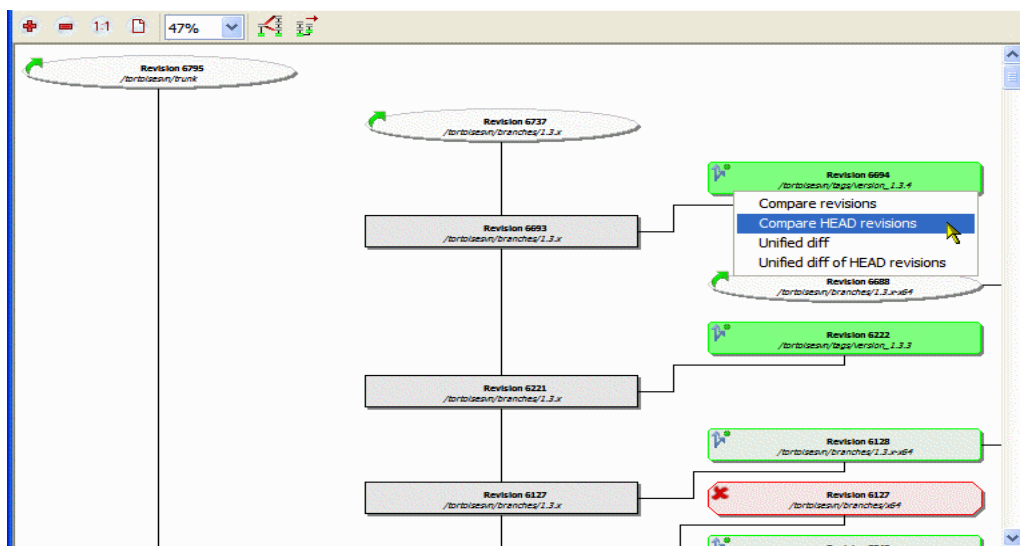 1:1
47%
Revision 6795
/tortoisesvn/trunk
Revision 6737
/tortoisesvn/branches/1.3.x
Revision 6694
/tortoisesvn/tags/version_1.3.4
Compare revisions
Compare HEAD revisions
Unified diff
Unified diff of HEAD revisions
Revision 6693
/tortoisesvn/branches/1.3.x
Revision 6688
/tortoisesvn/branches/1.3.x-x64
Revision 6222
/tortoisesvn/tags/version_1.3.3
Revision 6221
/tortoisesvn/branches/1.3.x
Revision 6128
/tortoisesvn/branches/1.3.x-x64
Revision 6127
/tortoisesvn/branches/1.3.x
Revision 6127
/tortoisesvn/branches/x64